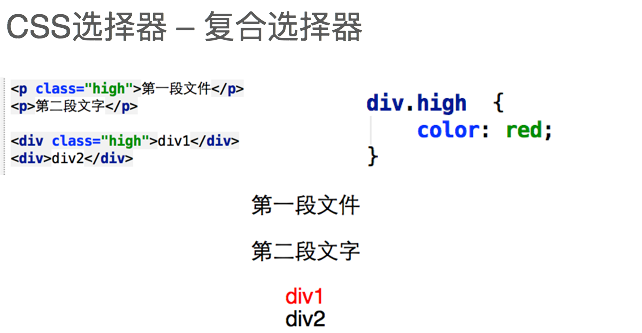 CSS选择器 – 复合选择器
<p class="high">第一段文件</p>
<p>第二段文字</p>
<div class="high">div1</div>
<div>div2</div>
div.high {
color: red;
}
第一段文件
第二段文字
div1
div2